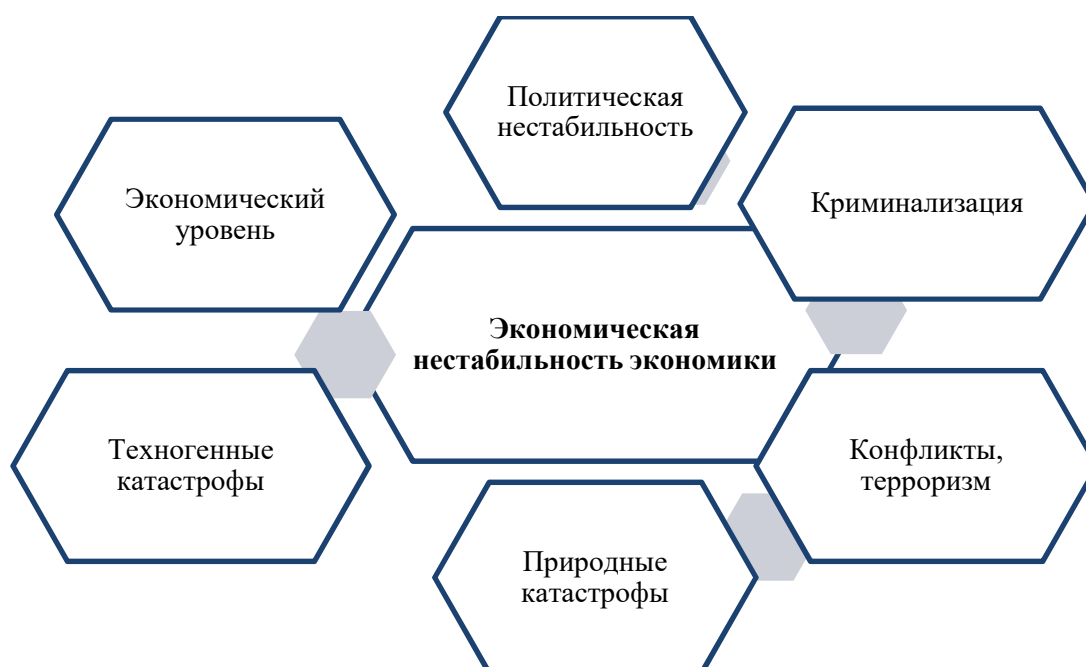 Политическая
нестабильность
Экономический
уровень
Криминализация
Экономическая
нестабильность экономики
Техногенные
катастрофы
Конфликты,
терроризм
Природные
катастрофы